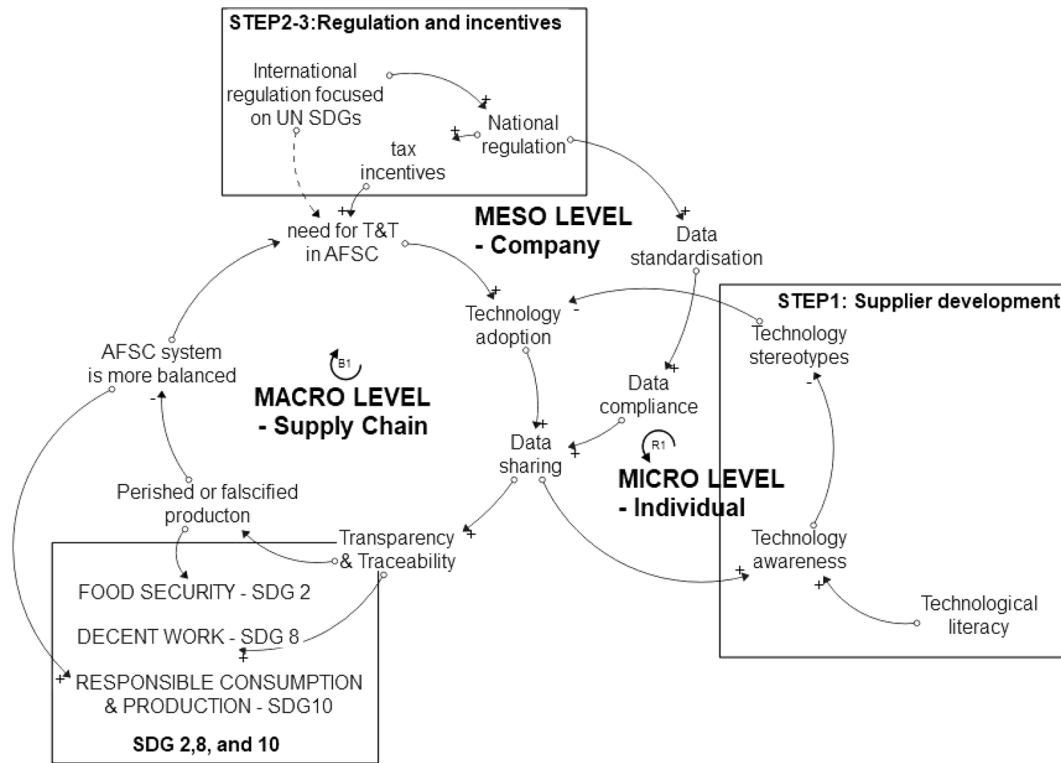 STEP2-3:Regulation and incentives
International
regulation focused
on UN SDGs
+
National
regulation
+
tax
incentives
+
need for T&T
in AFSC
-
MESO LEVEL
- Company
+
Data
standardisation
STEP1: Supplier development
+
Technology
adoption
-
Technology
stereotypes
-
AFSC system
is more balanced
-
B1
MACRO LEVEL
- Supply Chain
+
Data
compliance
+
Data
sharing
+
R1
MICRO LEVEL
- Individual
Perished or falsified
producton
Transparency
& Traceability
+
Technology
awareness
+
+
Technological
literacy
FOOD SECURITY - SDG 2
DECENT WORK - SDG 8
+
+
RESPONSIBLE CONSUMPTION
& PRODUCTION - SDG10
SDG 2,8, and 10